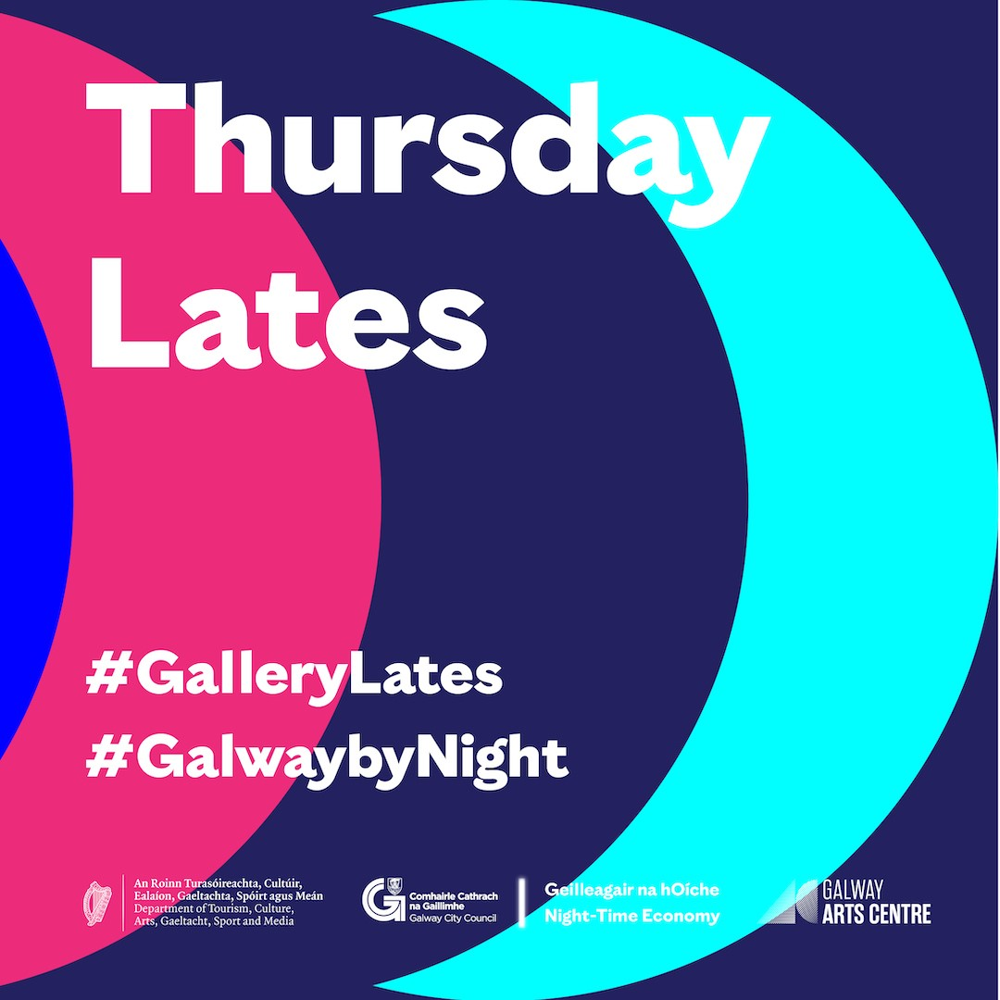 Thursday
Lates
#GalleryLates
#GalwaybyNight
An Roinn Turasóireachta, Cultúir,
Ealaíon, Gaeltachta, Spóirt agus Meán
Department of Tourism, Culture,
Arts, Gaeltacht, Sport and Media
Comhairle Cathrach
na Gaillimhe
Galway City Council
Geilleagair na hOíche
Night-Time Economy
GALWAY
ARTS CENTRE